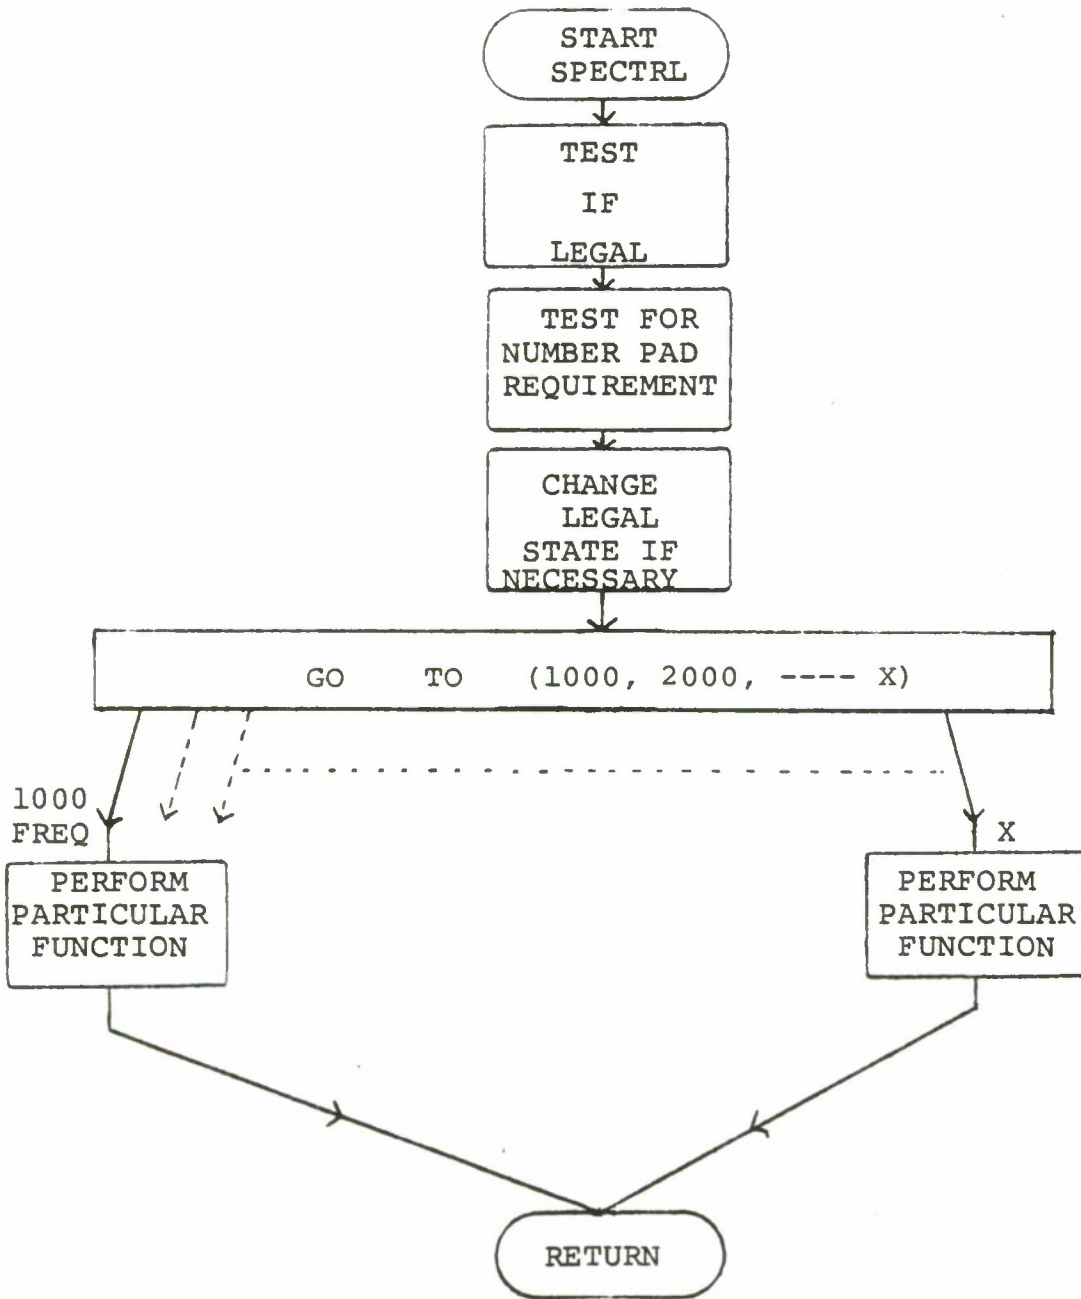 START
SPECTRL
TEST
IF
LEGAL
TEST FOR
NUMBER PAD
REQUIREMENT
CHANGE
LEGAL
STATE IF
NECESSARY
GO TO (1000, 2000, ---- X)
1000
FREQ
X
PERFORM
PARTICULAR
FUNCTION
PERFORM
PARTICULAR
FUNCTION
RETURN